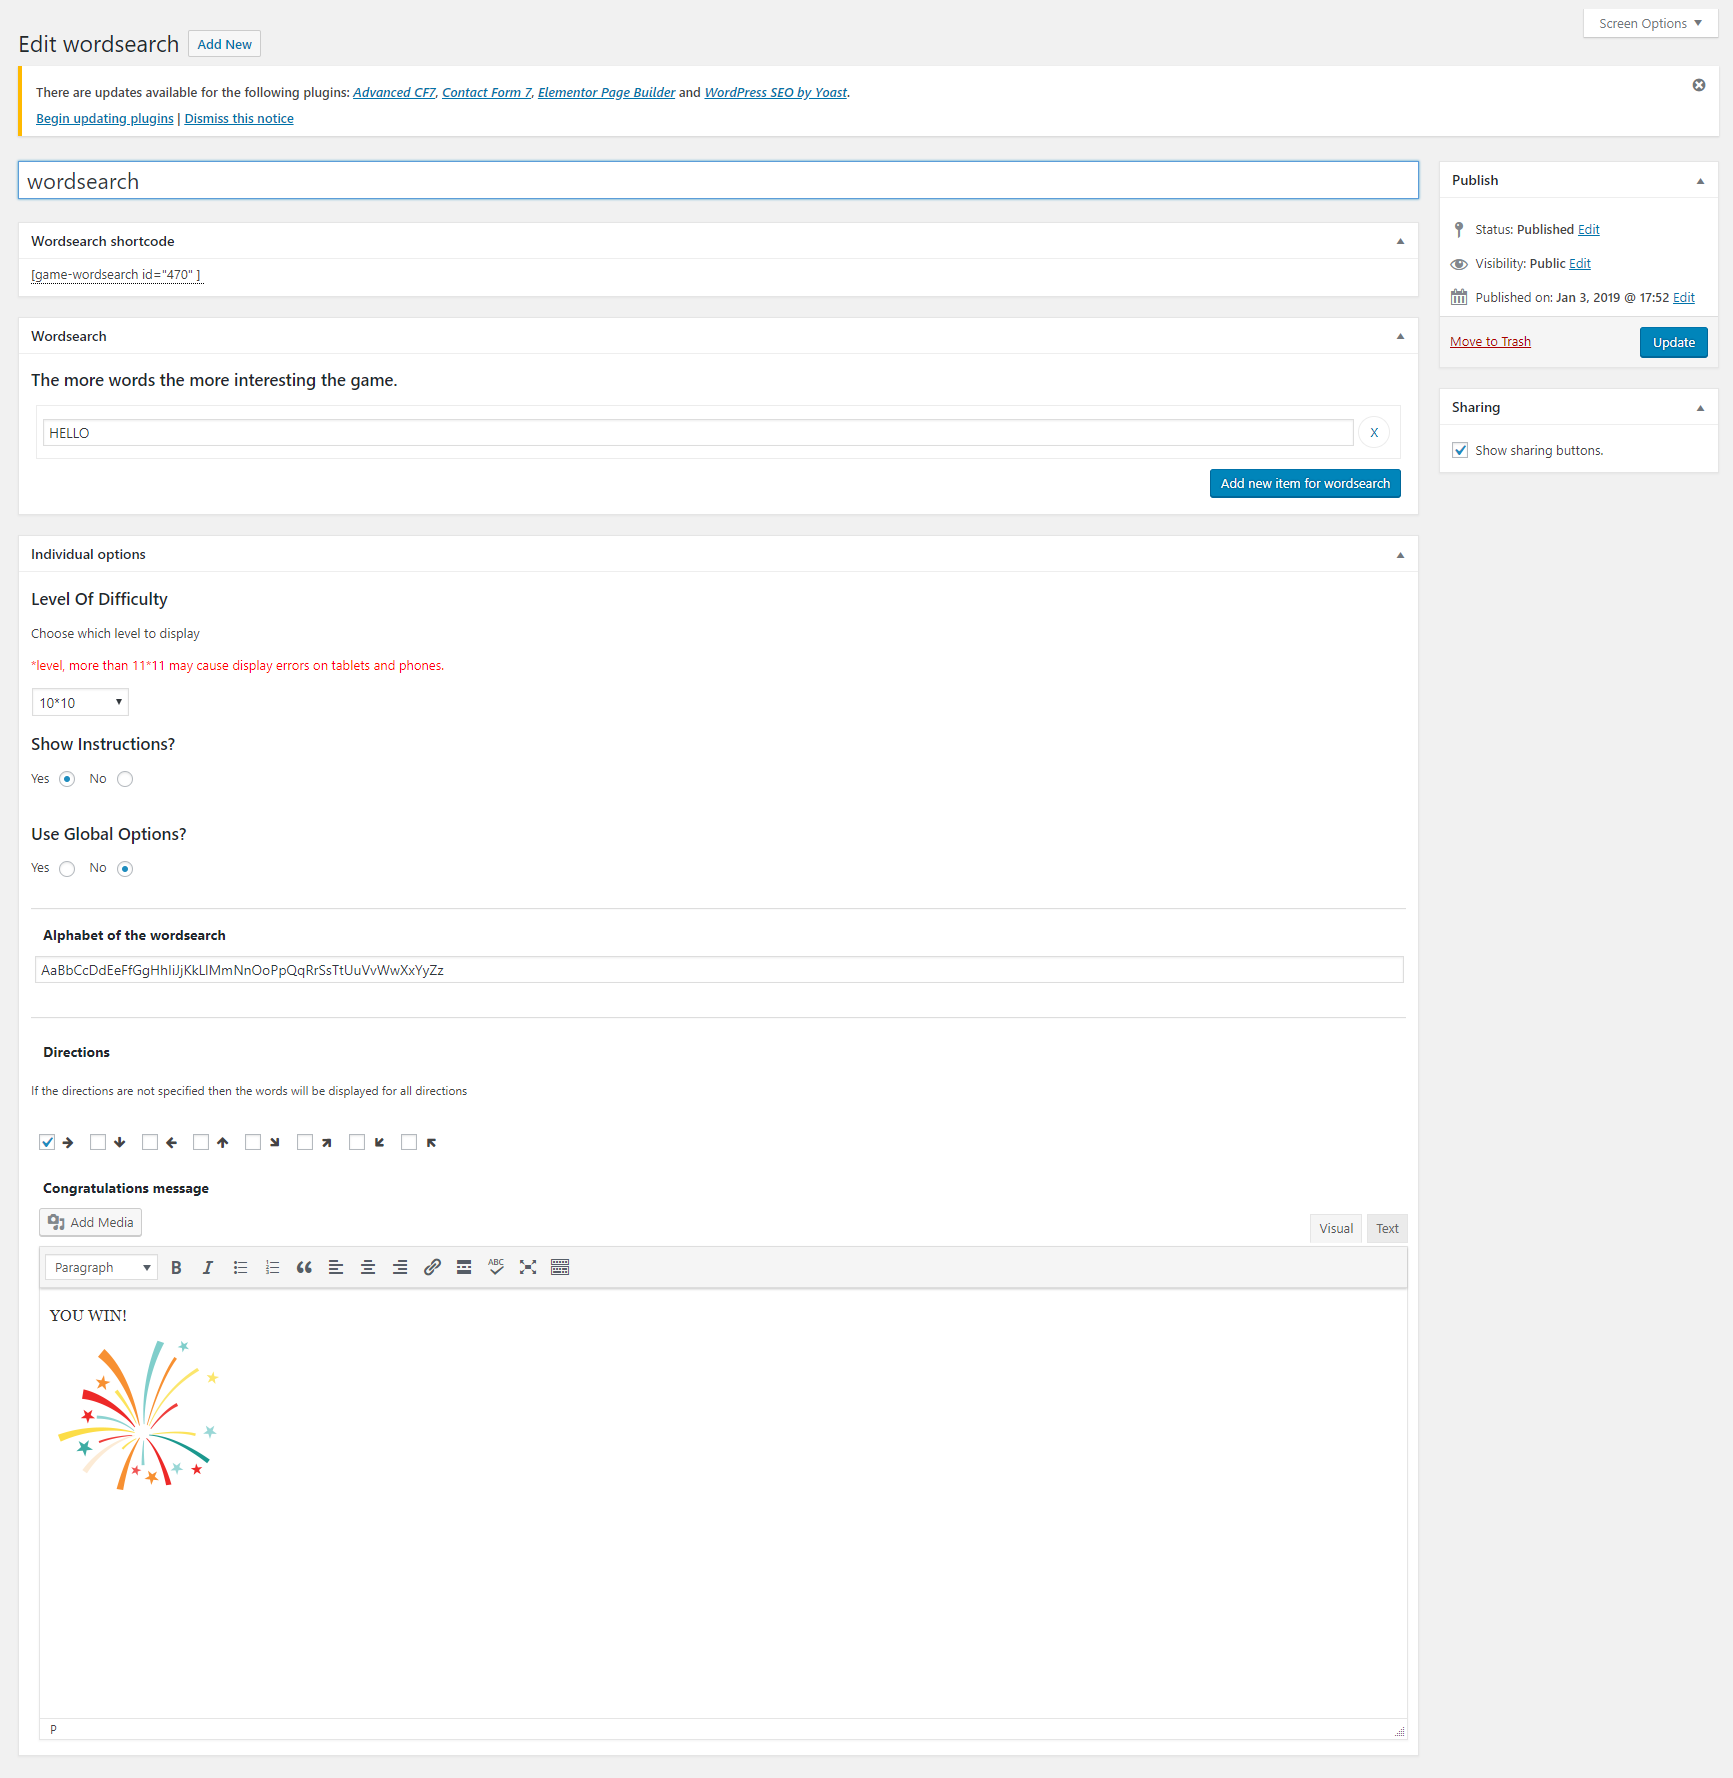 Screen Options
Edit wordsearch Add New
There are updates available for the following plugins: Advanced CF7, Contact Form 7, Elementor Page Builder and WordPress SEO by Yoast.
Begin updating plugins | Dismiss this notice
wordsearch
Wordsearch shortcode
[game-wordsearch id="470" ]
Wordsearch
The more words the more interesting the game.
HELLO
X
Add new item for wordsearch
Individual options
Level Of Difficulty
Choose which level to display
*level, more than 11*11 may cause display errors on tablets and phones.
10*10
Show Instructions?
Yes No
Use Global Options?
Yes No
Alphabet of the wordsearch
AaBbCcDdEeFfGgHhIiJjKkLlMmNnOoPpQqRrSsTtUuVvWwXxYyZz
Directions
If the directions are not specified then the words will be displayed for all directions
Congratulations message
Add Media
Visual Text
Paragraph B I ABC
YOU WIN!
P
Publish
Status: Published Edit
Visibility: Public Edit
Published on: Jan 3, 2019 @ 17:52 Edit
Move to Trash Update
Sharing
Show sharing buttons.